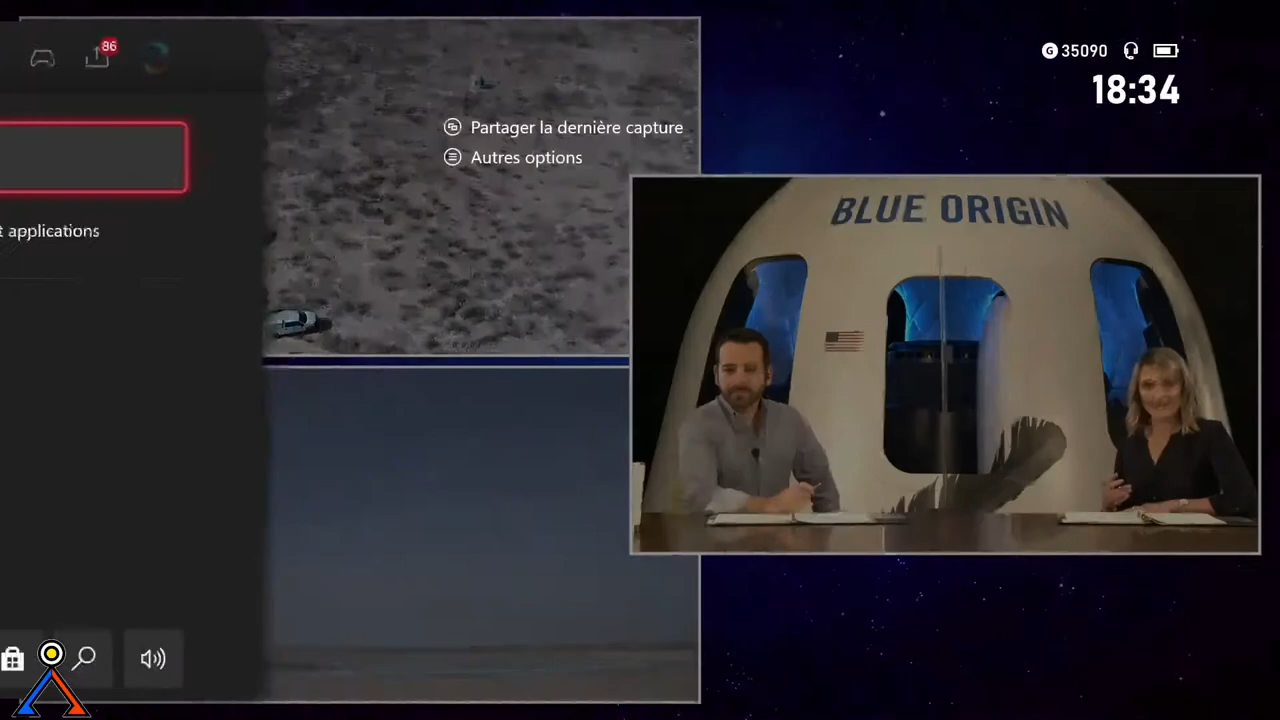 86
G 35090
18:34
Partager la dernière capture
Autres options
t applications
BLUE ORIGIN